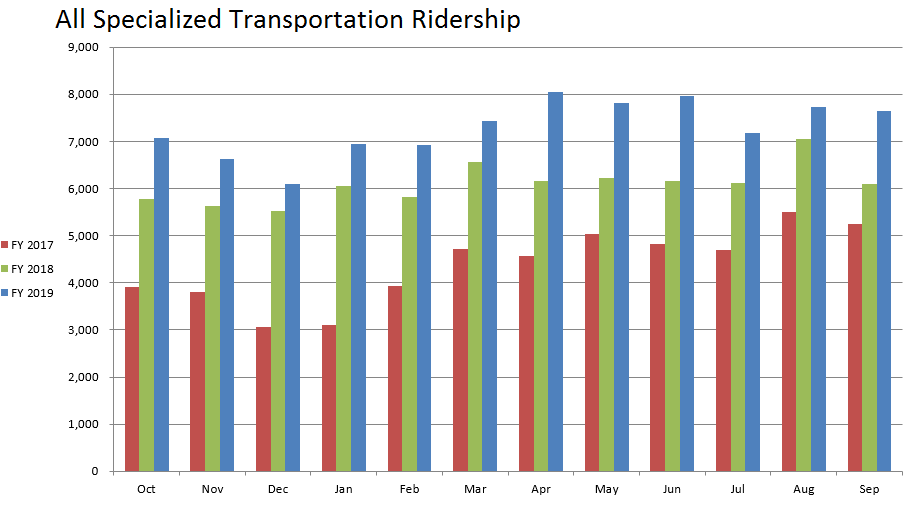 All Specialized Transportation Ridership
9,000
8,000
7,000
6,000
5,000
4,000
3,000
2,000
1,000
0
FY 2017
FY 2018
FY 2019
Oct Nov Dec Jan Feb Mar Apr May Jun Jul Aug Sep